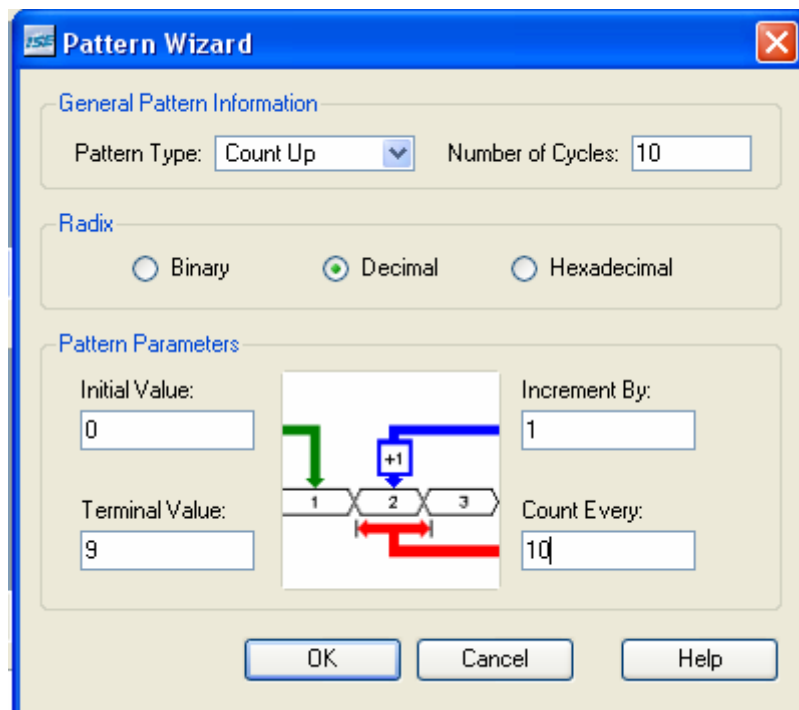 ISE Pattern Wizard
General Pattern Information
Pattern Type: Count Up Number of Cycles: 10
Radix
Binary Decimal Hexadecimal
Pattern Parameters
Initial Value: Increment By:
0 1
+1
1 2 3
Terminal Value: Count Every:
9 10
OK Cancel Help